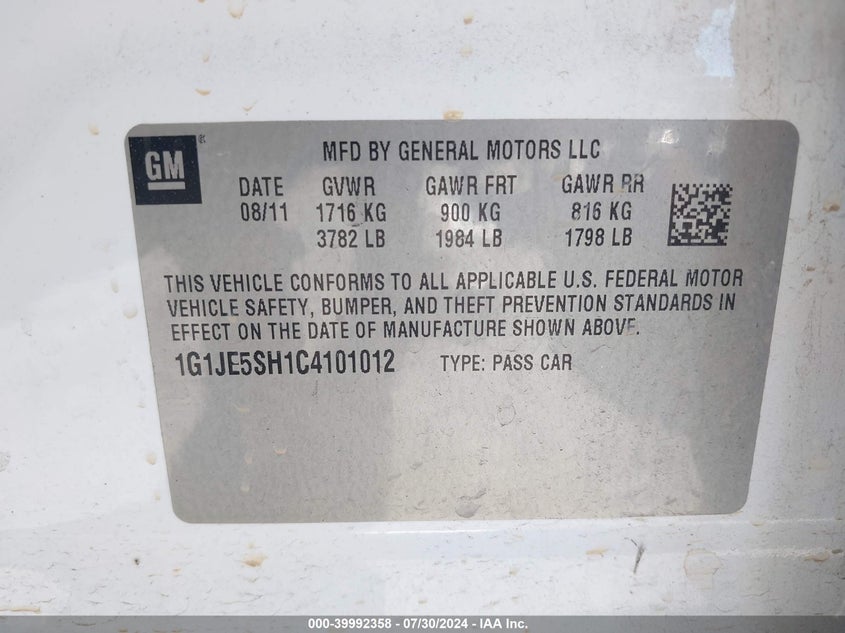 GM
MFD BY GENERAL MOTORS LLC
DATE GVWR GAWR FRT GAWR RR
08/11 1716 KG 900 KG 816 KG
3782 LB 1984 LB 1798 LB
THIS VEHICLE CONFORMS TO ALL APPLICABLE U.S. FEDERAL MOTOR
VEHICLE SAFETY, BUMPER, AND THEFT PREVENTION STANDARDS IN
EFFECT ON THE DATE OF MANUFACTURE SHOWN ABOVE.
1G1JE5SH1C4101012 TYPE: PASS CAR
000-39992358 - 07/30/2024 - IAA Inc.